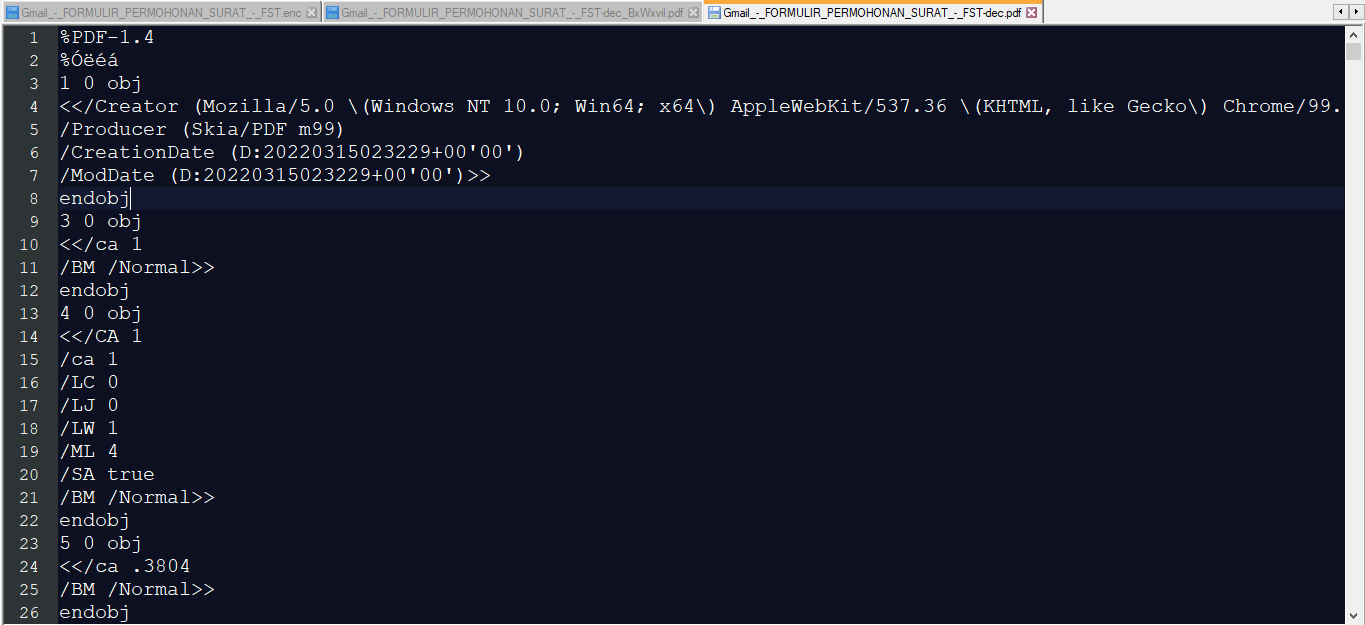 Gmail_-_FORMULIR_PERMOHONAN_SURAT_-_FST.enc
Gmail_-_FORMULIR_PERMOHONAN_SURAT_-_FST-dec_BxWxvil.pdf
Gmail_-_FORMULIR_PERMOHONAN_SURAT_-_FST-dec.pdf
1 %PDF-1.4
2 %Óëéá
3 1 0 obj
4 <</Creator (Mozilla/5.0 \(Windows NT 10.0; Win64; x64\) AppleWebKit/537.36 \(KHTML, like Gecko\) Chrome/99.
5 /Producer (Skia/PDF m99)
6 /CreationDate (D:20220315023229+00'00')
7 /ModDate (D:20220315023229+00'00')>>
8 endobj
9 3 0 obj
10 <</ca 1
11 /BM /Normal>>
12 endobj
13 4 0 obj
14 <</CA 1
15 /ca 1
16 /LC 0
17 /LJ 0
18 /LW 1
19 /ML 4
20 /SA true
21 /BM /Normal>>
22 endobj
23 5 0 obj
24 <</ca .3804
25 /BM /Normal>>
26 endobj